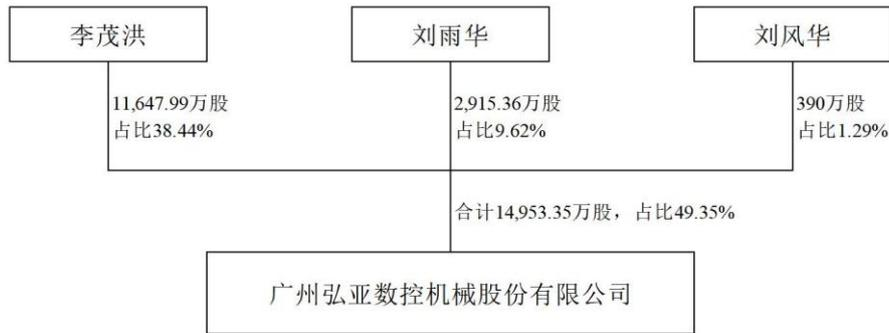 李茂洪
刘雨华
刘风华
11,647.99万股
占比38.44%
2,915.36万股
占比9.62%
390万股
占比1.29%
合计14,953.35万股，占比49.35%
广州弘亚数控机械股份有限公司